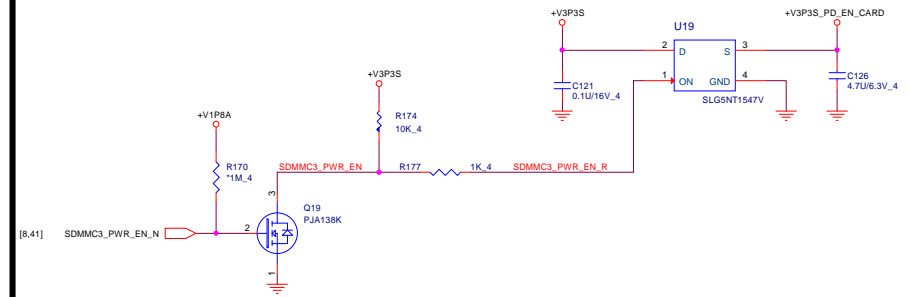 +V3P3S
+V3P3S_PD_EN_CARD
U19
2
D
S
3
1
ON
GND
4
SLG5NT1547V
C121
0.1U/16V_4
C126
4.7U/6.3V_4
+V3P3S
R174
10K_4
+V1P8A
R170
*1M_4
SDMMC3_PWR_EN
R177
1K_4
SDMMC3_PWR_EN_R
3
Q19
PJA138K
2
1
[8,41]
SDMMC3_PWR_EN_N